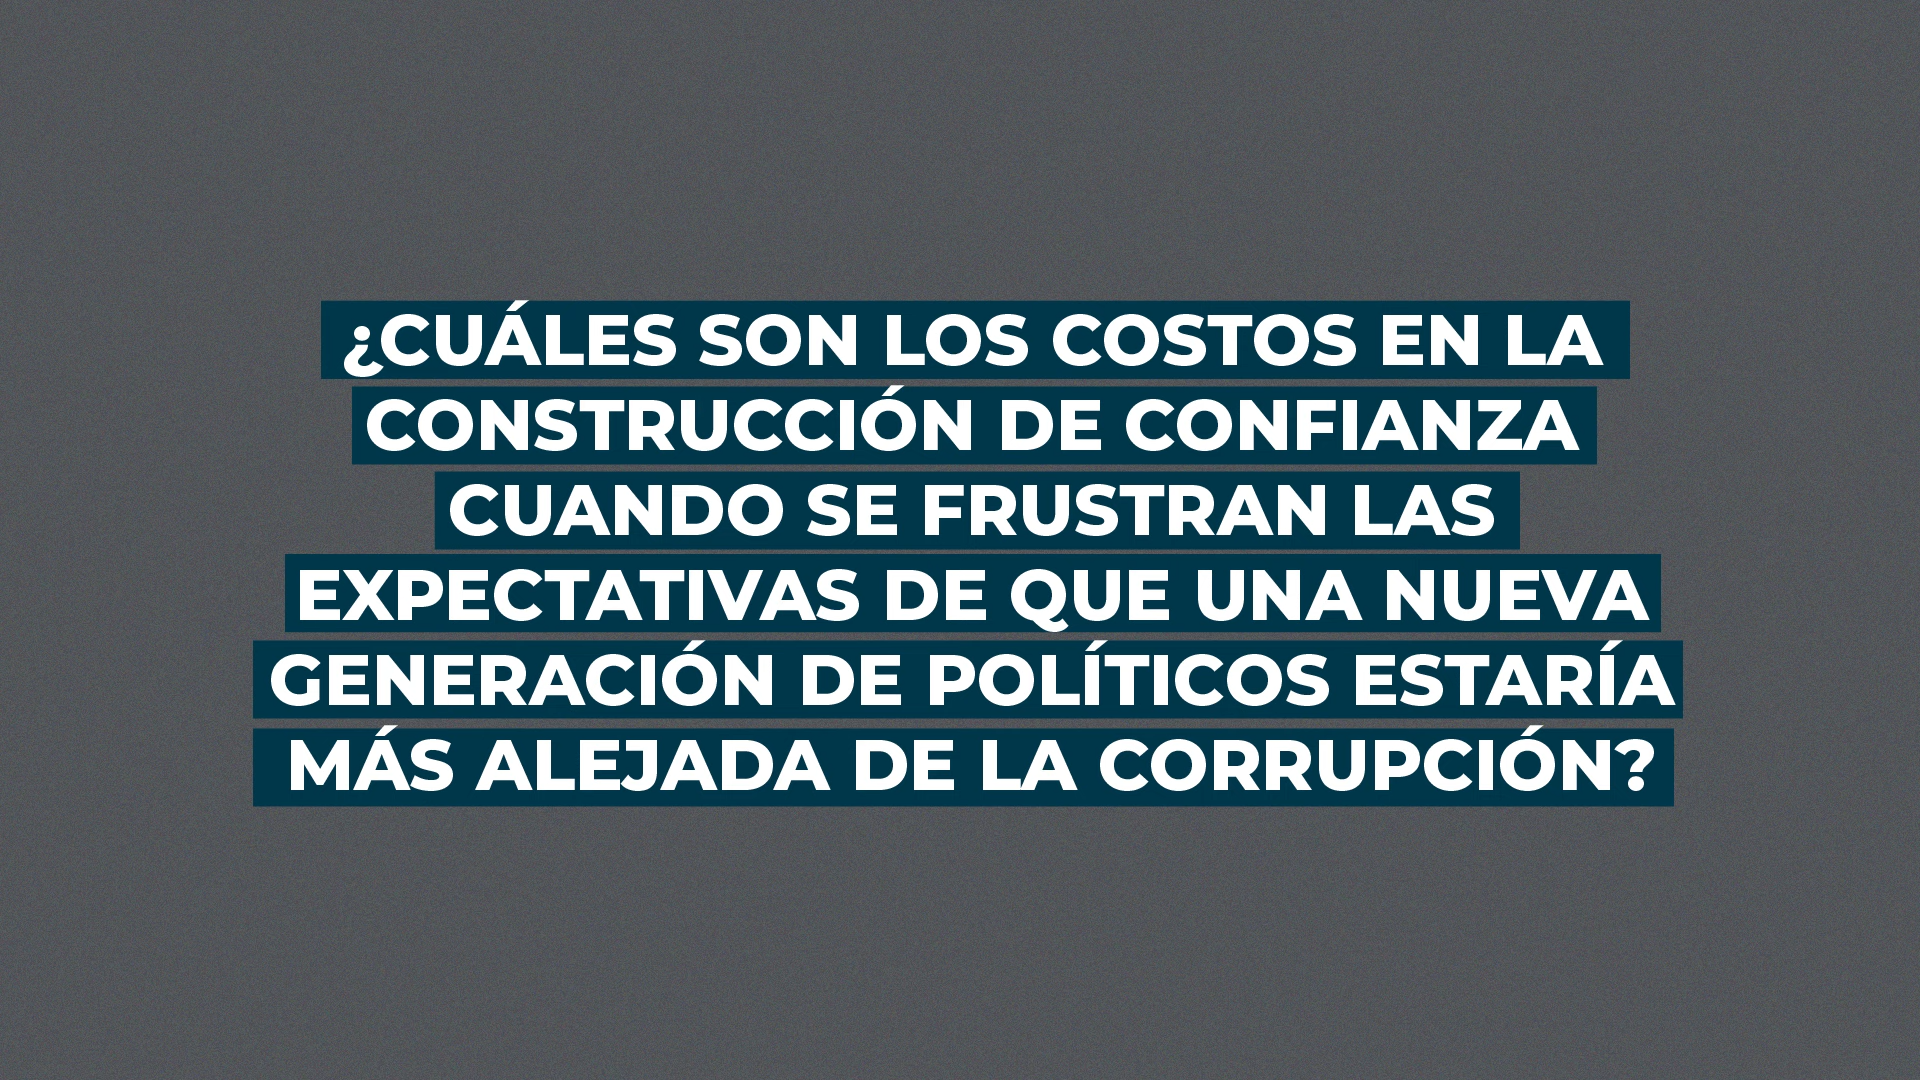 ¿CUÁLES SON LOS COSTOS EN LA
CONSTRUCCIÓN DE CONFIANZA
CUANDO SE FRUSTRAN LAS
EXPECTATIVAS DE QUE UNA NUEVA
GENERACIÓN DE POLÍTICOS ESTARÍA
MÁS ALEJADA DE LA CORRUPCIÓN?